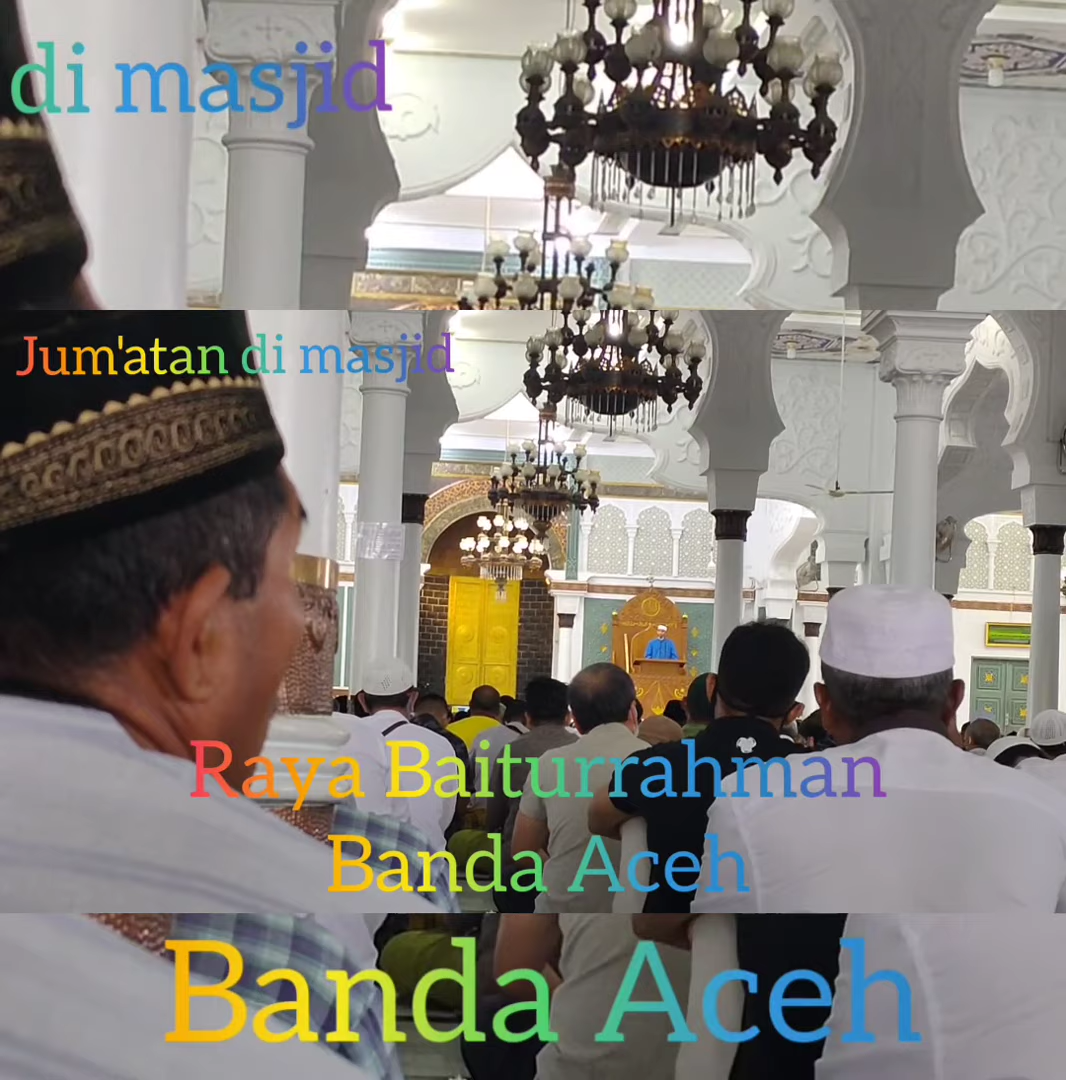 di masjid
Jum'atan di masjid
Raya Baiturrahman
Banda Aceh
Banda Aceh